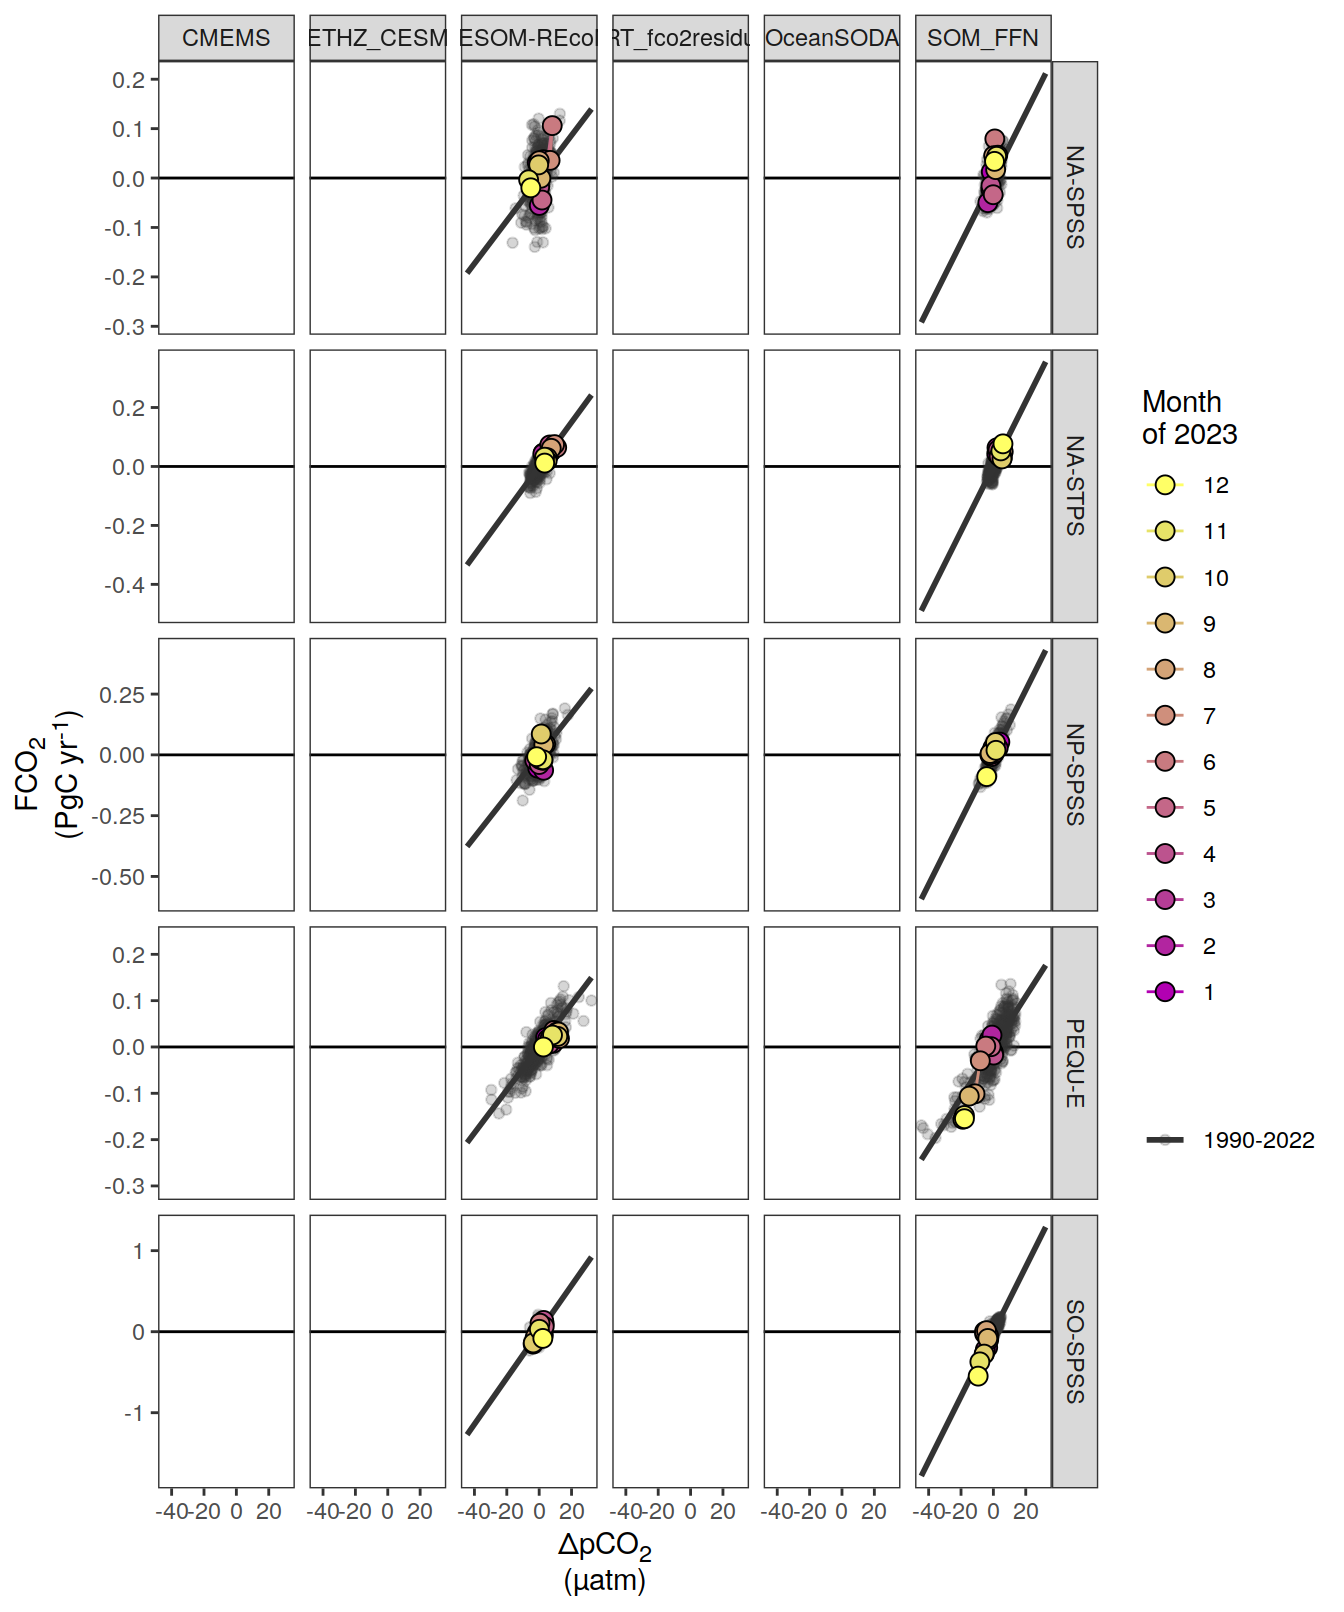 CMEMS
ETHZ_CESM
ESOM-REcoM
RT_fco2residu
OceanSODA
SOM_FFN
0.2
0.1
0.0
-0.1
-0.2
-0.3
NA-SPSS
0.2
0.0
-0.2
-0.4
NA-STPS
0.25
0.00
-0.25
-0.50
NP-SPSS
0.2
0.1
0.0
-0.1
-0.2
-0.3
PEQU-E
1
0
-1
SO-SPSS
-40 -20 0 20
-40 -20 0 20
-40 -20 0 20
-40 -20 0 20
-40 -20 0 20
-40 -20 0 20
ΔpCO₂
(µatm)
FCO₂
(PgC yr⁻¹)
Month
of 2023
12
11
10
9
8
7
6
5
4
3
2
1
1990-2022